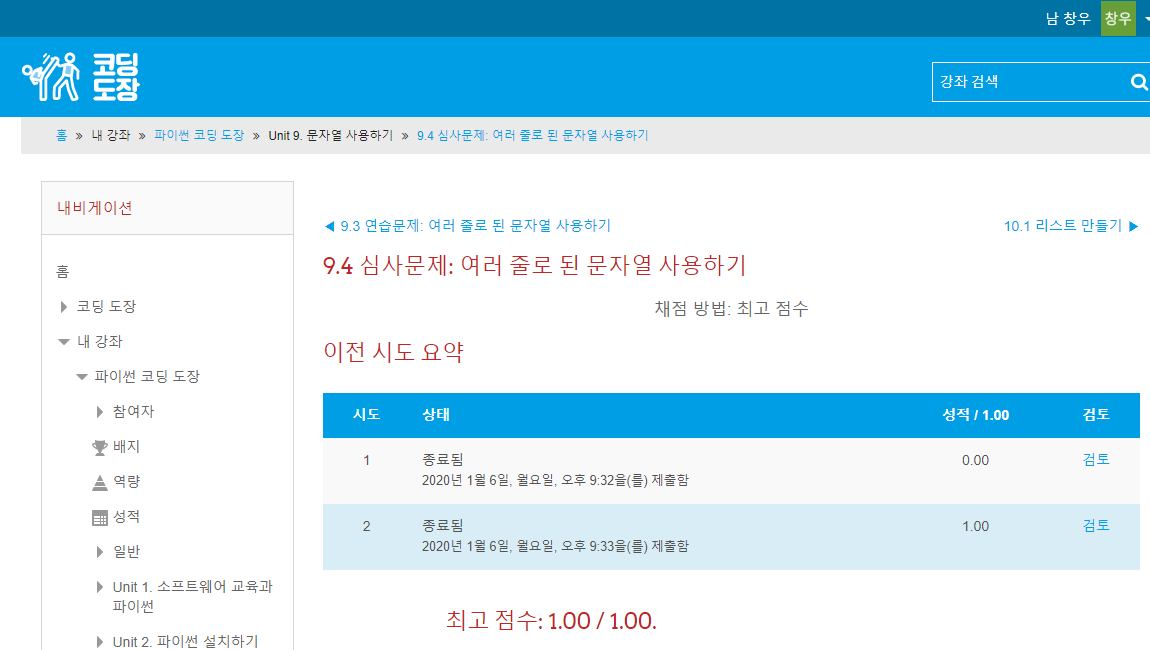 남 창우 창우
코딩
도장
강좌 검색
홈 » 내 강좌 » 파이썬 코딩 도장 » Unit 9. 문자열 사용하기 » 9.4 심사문제: 여러 줄로 된 문자열 사용하기
내비게이션
홈
코딩 도장
내 강좌
파이썬 코딩 도장
참여자
배지
역량
성적
일반
Unit 1. 소프트웨어 교육과
파이썬
Unit 2. 파이썬 설치하기
◀ 9.3 연습문제: 여러 줄로 된 문자열 사용하기
10.1 리스트 만들기 ▶
9.4 심사문제: 여러 줄로 된 문자열 사용하기
채점 방법: 최고 점수
이전 시도 요약
시도 상태 성적 / 1.00 검토
1 종료됨 0.00 검토
2020년 1월 6일, 월요일, 오후 9:32을(를) 제출함
2 종료됨 1.00 검토
2020년 1월 6일, 월요일, 오후 9:33을(를) 제출함
최고 점수: 1.00 / 1.00.